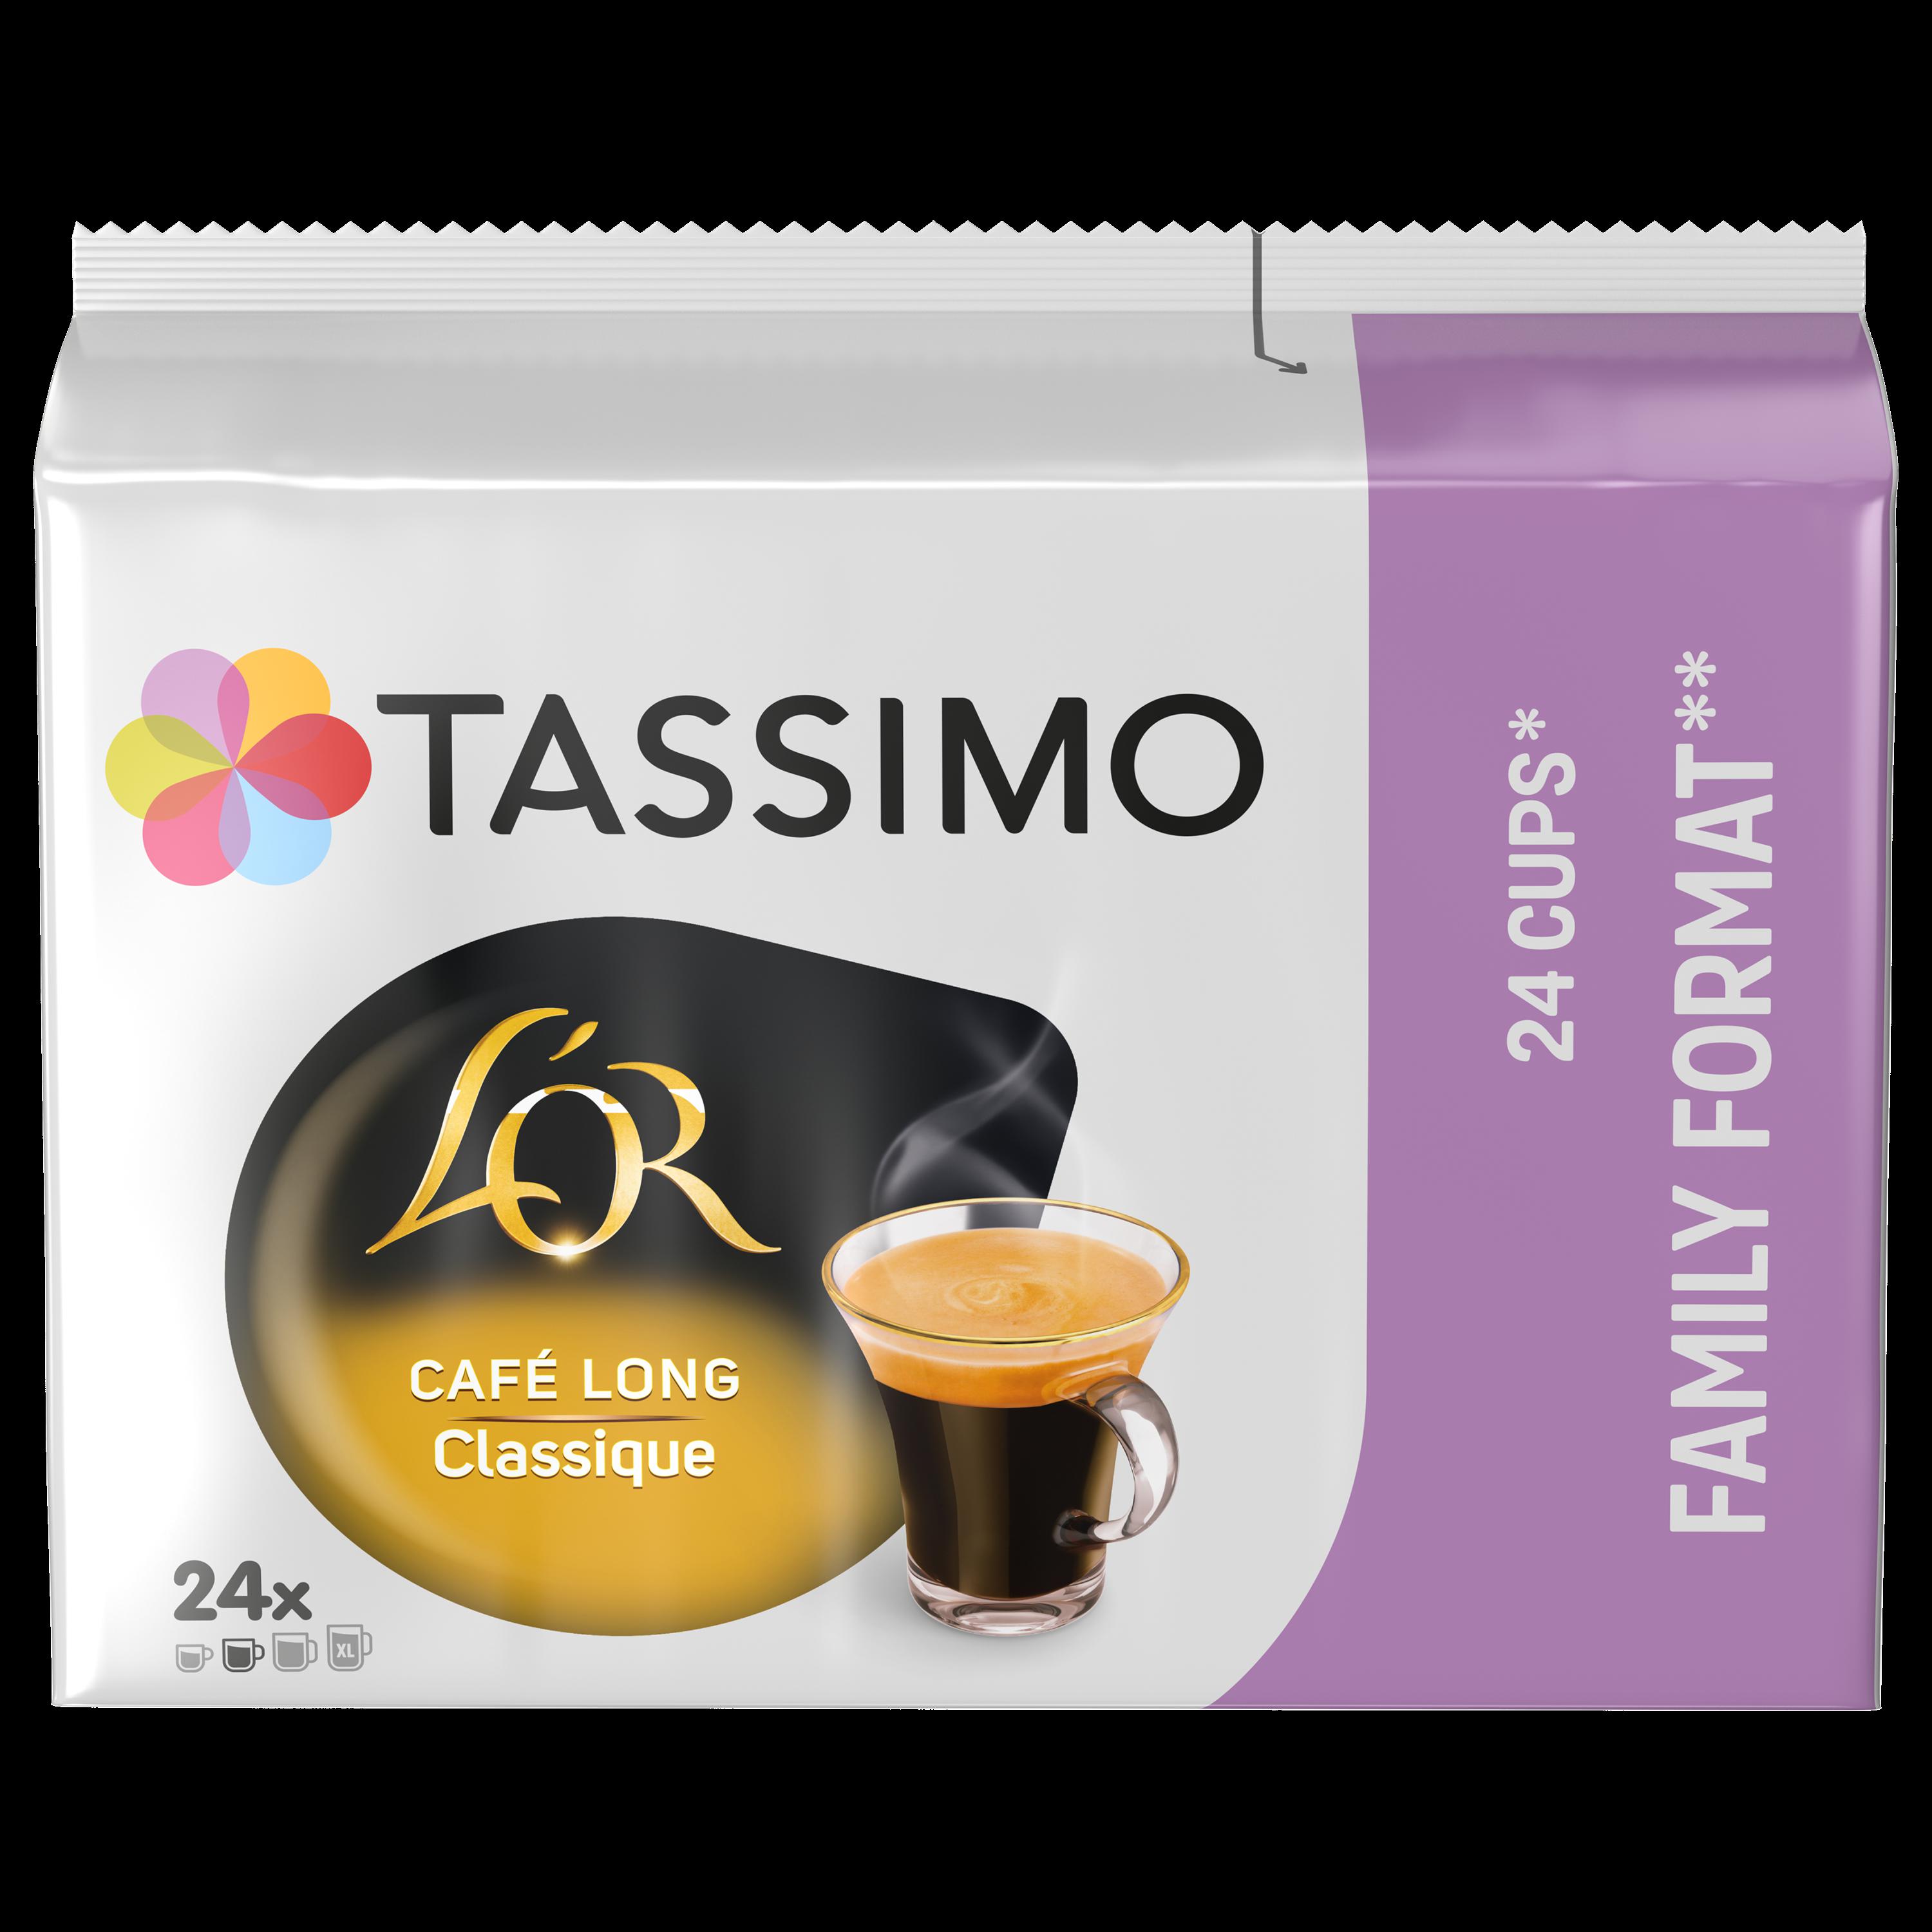 TASSIMO
L'OR
CAFÉ LONG
Classique
24x
XL
24 CUPS*
FAMILY FORMAT**